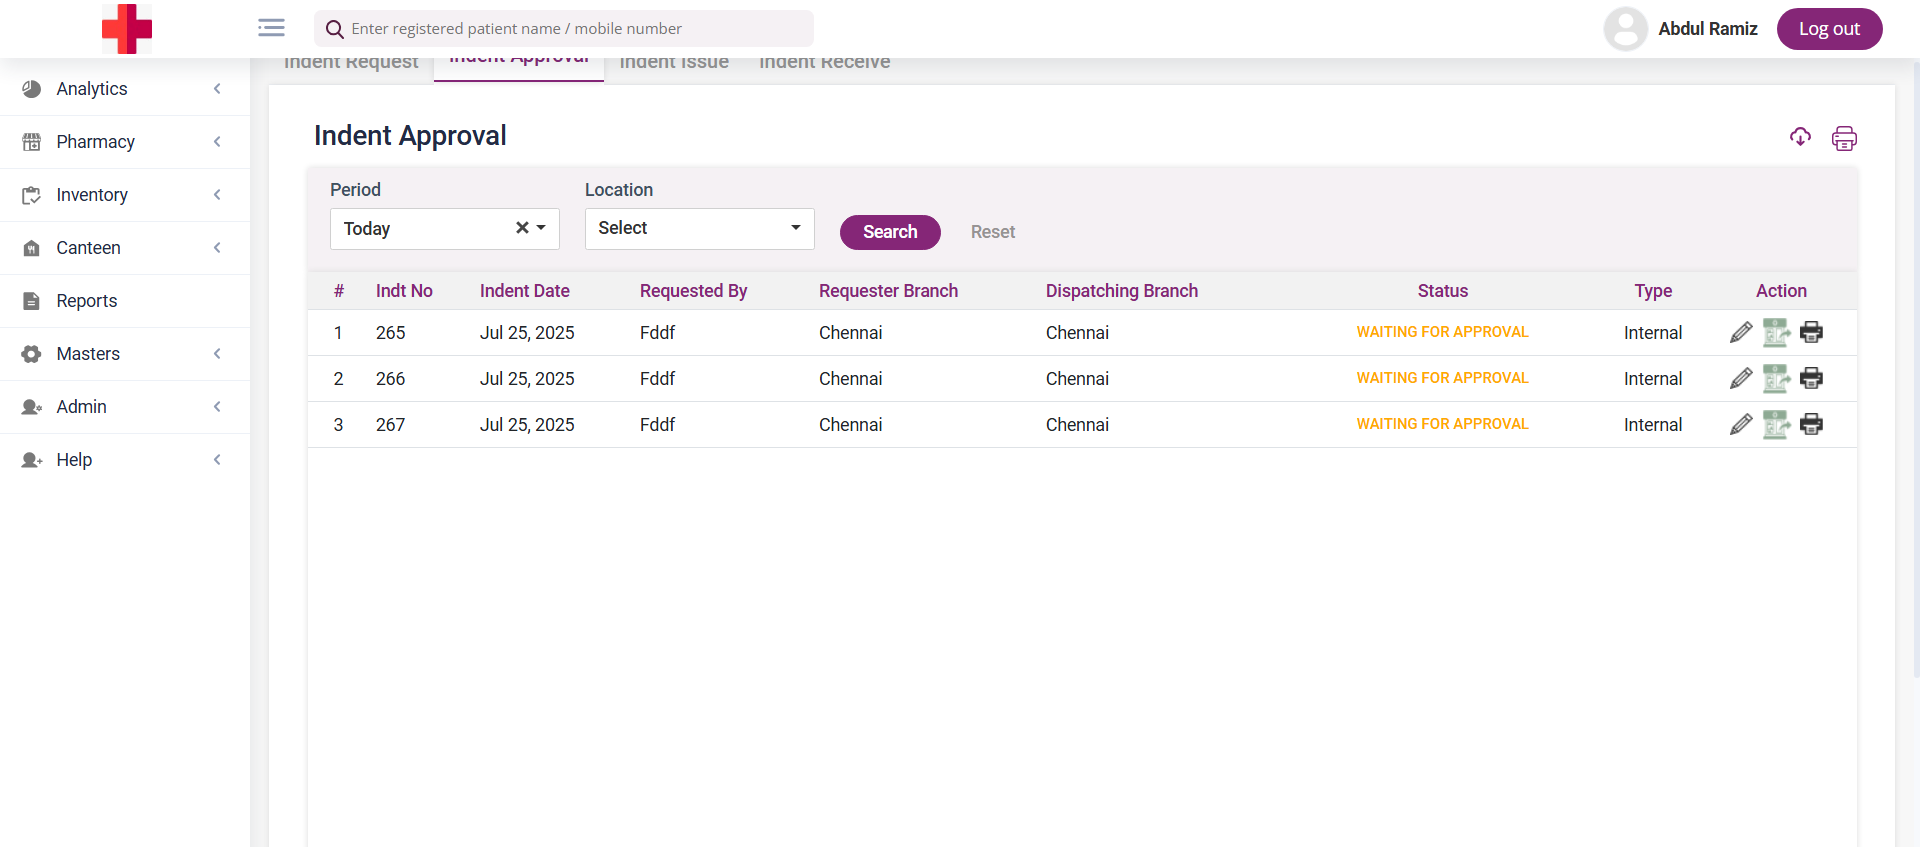 Enter registered patient name / mobile number
Abdul Ramiz
Log out
Indent Request
Indent Approval
Indent Issue
Indent Receive
Analytics
Pharmacy
Inventory
Canteen
Reports
Masters
Admin
Help
Indent Approval
Period
Location
Today
Select
Search
Reset
# Indt No Indent Date Requested By Requester Branch Dispatching Branch Status Type Action
1 265 Jul 25, 2025 Fddf Chennai Chennai WAITING FOR APPROVAL Internal
2 266 Jul 25, 2025 Fddf Chennai Chennai WAITING FOR APPROVAL Internal
3 267 Jul 25, 2025 Fddf Chennai Chennai WAITING FOR APPROVAL Internal